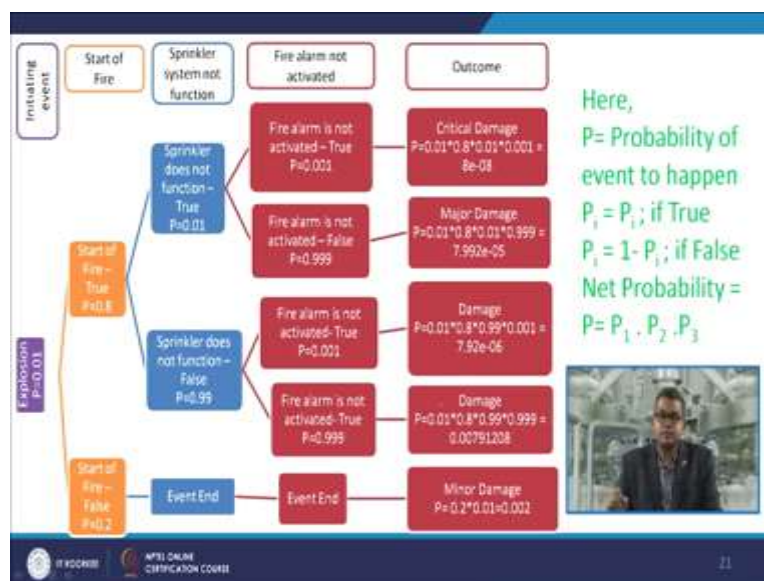 Initiating
event
Start of
Fire
Sprinkler
system not
function
Fire alarm not
activated
Outcome
Explosion
P=0.01
Start of
Fire –
True
P=0.8
Start of
Fire –
False
P=0.2
Sprinkler
does not
function –
True
P=0.01
Sprinkler does
not function –
False
P=0.99
Event End
Fire alarm is not
activated – True
P=0.001
Fire alarm is not
activated – False
P=0.999
Fire alarm is not
activated- True
P=0.001
Fire alarm is not
activated-True
P=0.999
Event End
Critical Damage
P=0.01*0.8*0.01*0.001 =
8e-08
Major Damage
P=0.01*0.8*0.01*0.999 =
7.992e-05
Damage
P=0.01*0.8*0.99*0.001 =
7.92e-06
Damage
P=0.01*0.8*0.99*0.999 =
0.00791208
Minor Damage
P= 0.2*0.01=0.002
Here,
P= Probability of
event to happen
Pi = Pi ; if True
Pi = 1- Pi ; if False
Net Probability =
P= P1 . P2 .P3
IIT ROORKEE
NPTEL ONLINE
CERTIFICATION COURSE
21